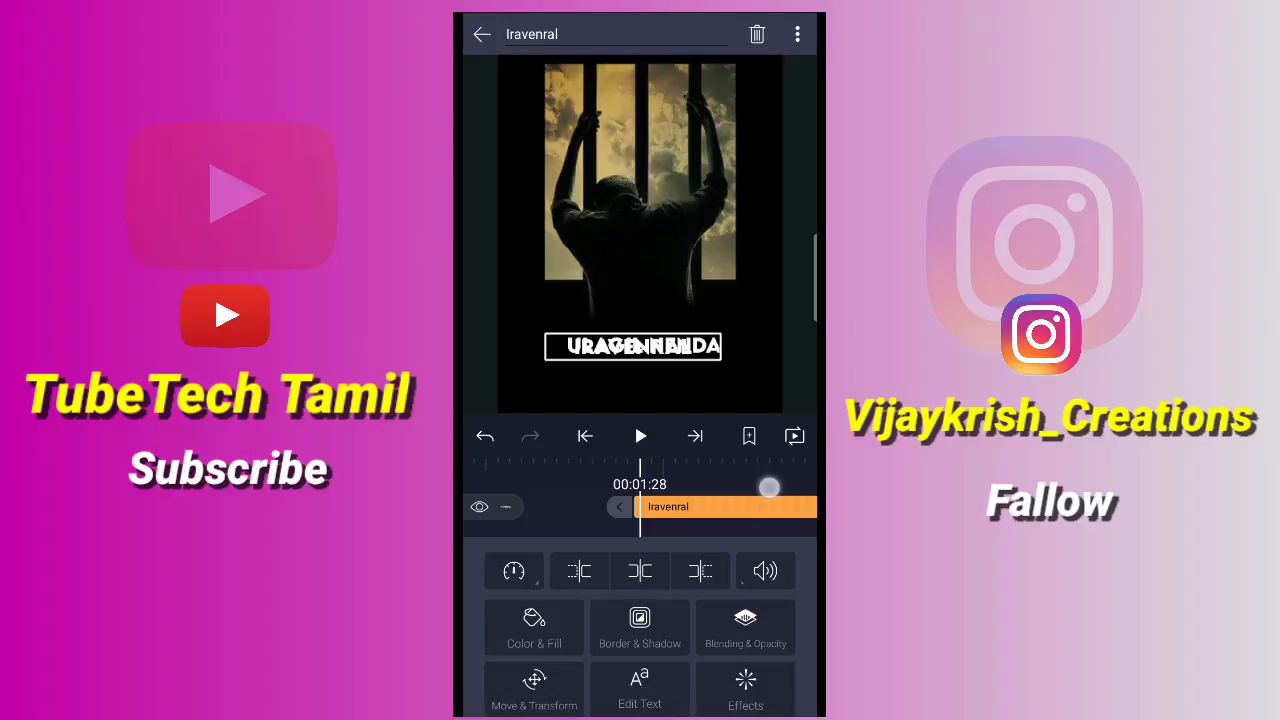 Iravenral
IRAVENRAL
00:01:28
Iravenral
Color & Fill
Border & Shadow
Blending & Opacity
Move & Transform
Edit Text
Effects
TubeTech Tamil
Subscribe
Vijaykrish_Creations
Fallow